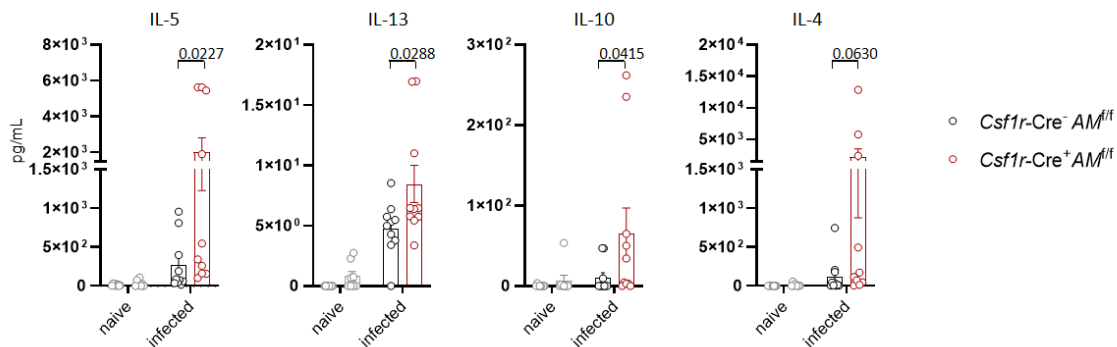 IL-5
IL-13
IL-10
IL-4
pg/mL
8×10³
6×10³
4×10³
2×10³
1.5×10³
1×10³
5×10²
0
0.0227
naive
infected
2×10¹
1.5×10¹
1×10¹
5×10⁰
0
0.0288
naive
infected
3×10²
2×10²
1×10²
0
0.0415
naive
infected
2×10⁴
1.5×10⁴
1×10⁴
5×10³
1.5×10³
1×10³
5×10²
0
0.0630
naive
infected
Csf1r-Cre⁻ AMᶠ/ᶠ
Csf1r-Cre⁺AMᶠ/ᶠ